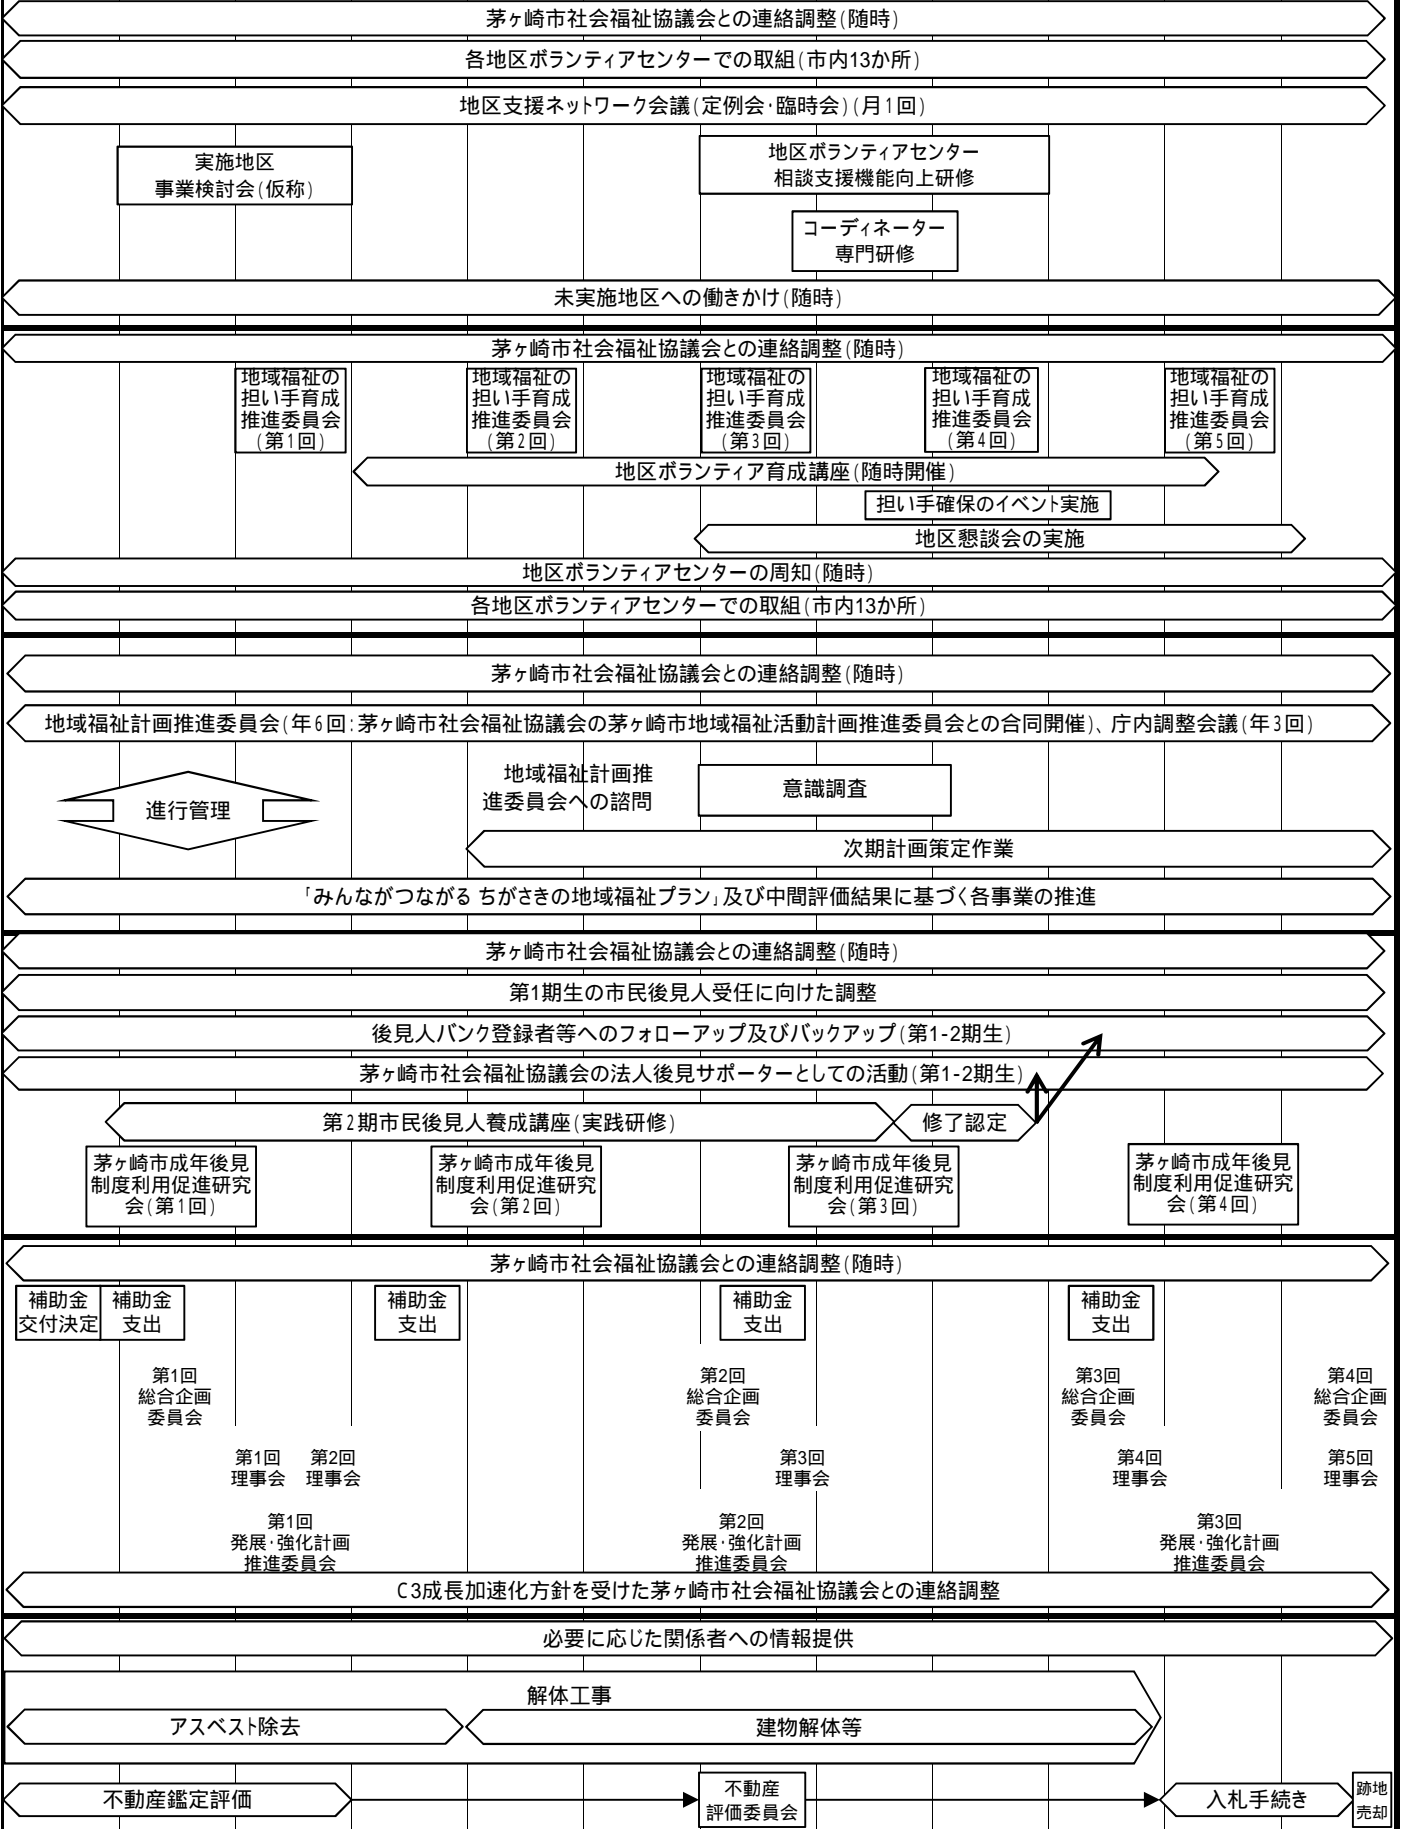 茅ヶ崎市社会福祉協議会との連絡調整(随時)
各地区ボランティアセンターでの取組(市内13か所)
地区支援ネットワーク会議(定例会・臨時会)(月1回)
実施地区
事業検討会(仮称)
地区ボランティアセンター
相談支援機能向上研修
コーディネーター
専門研修
未実施地区への働きかけ(随時)
茅ヶ崎市社会福祉協議会との連絡調整(随時)
地域福祉の
担い手育成
推進委員会
(第1回)
地域福祉の
担い手育成
推進委員会
(第2回)
地域福祉の
担い手育成
推進委員会
(第3回)
地域福祉の
担い手育成
推進委員会
(第4回)
地域福祉の
担い手育成
推進委員会
(第5回)
地区ボランティア育成講座(随時開催)
担い手確保のイベント実施
地区懇談会の実施
地区ボランティアセンターの周知(随時)
各地区ボランティアセンターでの取組(市内13か所)
茅ヶ崎市社会福祉協議会との連絡調整(随時)
地域福祉計画推進委員会(年6回:茅ヶ崎市社会福祉協議会の茅ヶ崎市地域福祉活動計画推進委員会との合同開催)、庁内調整会議(年3回)
進行管理
地域福祉計画推
進委員会への諮問
意識調査
次期計画策定作業
「みんながつながる ちがさきの地域福祉プラン」及び中間評価結果に基づく各事業の推進
茅ヶ崎市社会福祉協議会との連絡調整(随時)
第1期生の市民後見人受任に向けた調整
後見人バンク登録者等へのフォローアップ及びバックアップ(第1-2期生)
茅ヶ崎市社会福祉協議会の法人後見サポーターとしての活動(第1-2期生)
第2期市民後見人養成講座(実践研修)
修了認定
茅ヶ崎市成年後見
制度利用促進研究
会(第1回)
茅ヶ崎市成年後見
制度利用促進研究
会(第2回)
茅ヶ崎市成年後見
制度利用促進研究
会(第3回)
茅ヶ崎市成年後見
制度利用促進研究
会(第4回)
茅ヶ崎市社会福祉協議会との連絡調整(随時)
補助金
交付決定
補助金
支出
補助金
支出
補助金
支出
補助金
支出
第1回
総合企画
委員会
第2回
総合企画
委員会
第3回
総合企画
委員会
第4回
総合企画
委員会
第1回
理事会
第2回
理事会
第3回
理事会
第4回
理事会
第5回
理事会
第1回
発展・強化計画
推進委員会
第2回
発展・強化計画
推進委員会
第3回
発展・強化計画
推進委員会
C3成長加速化方針を受けた茅ヶ崎市社会福祉協議会との連絡調整
必要に応じた関係者への情報提供
解体工事
アスベスト除去
建物解体等
不動産鑑定評価
不動産
評価委員会
入札手続き
跡地
売却